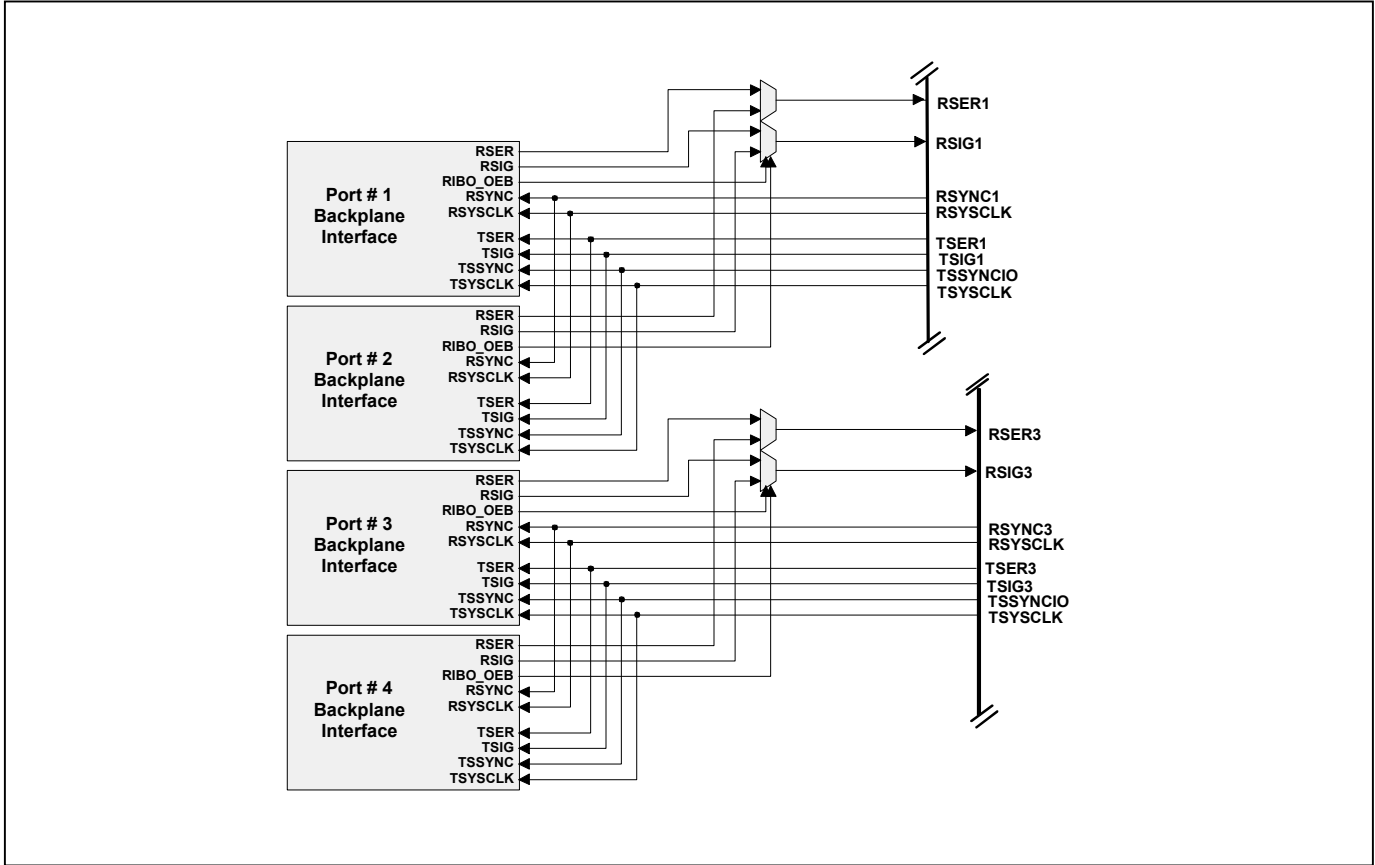 RSER1
RSIG1
Port # 1
Backplane
Interface
RSER
RSIG
RIBO_OEB
RSYNC
RSYSCLK
TSER
TSIG
TSSYNC
TSYSCLK
RSYNC1
RSYSCLK
TSER1
TSIG1
TSSYNCIO
TSYSCLK
Port # 2
Backplane
Interface
RSER
RSIG
RIBO_OEB
RSYNC
RSYSCLK
TSER
TSIG
TSSYNC
TSYSCLK
RSER3
RSIG3
Port # 3
Backplane
Interface
RSER
RSIG
RIBO_OEB
RSYNC
RSYSCLK
TSER
TSIG
TSSYNC
TSYSCLK
RSYNC3
RSYSCLK
TSER3
TSIG3
TSSYNCIO
TSYSCLK
Port # 4
Backplane
Interface
RSER
RSIG
RIBO_OEB
RSYNC
RSYSCLK
TSER
TSIG
TSSYNC
TSYSCLK